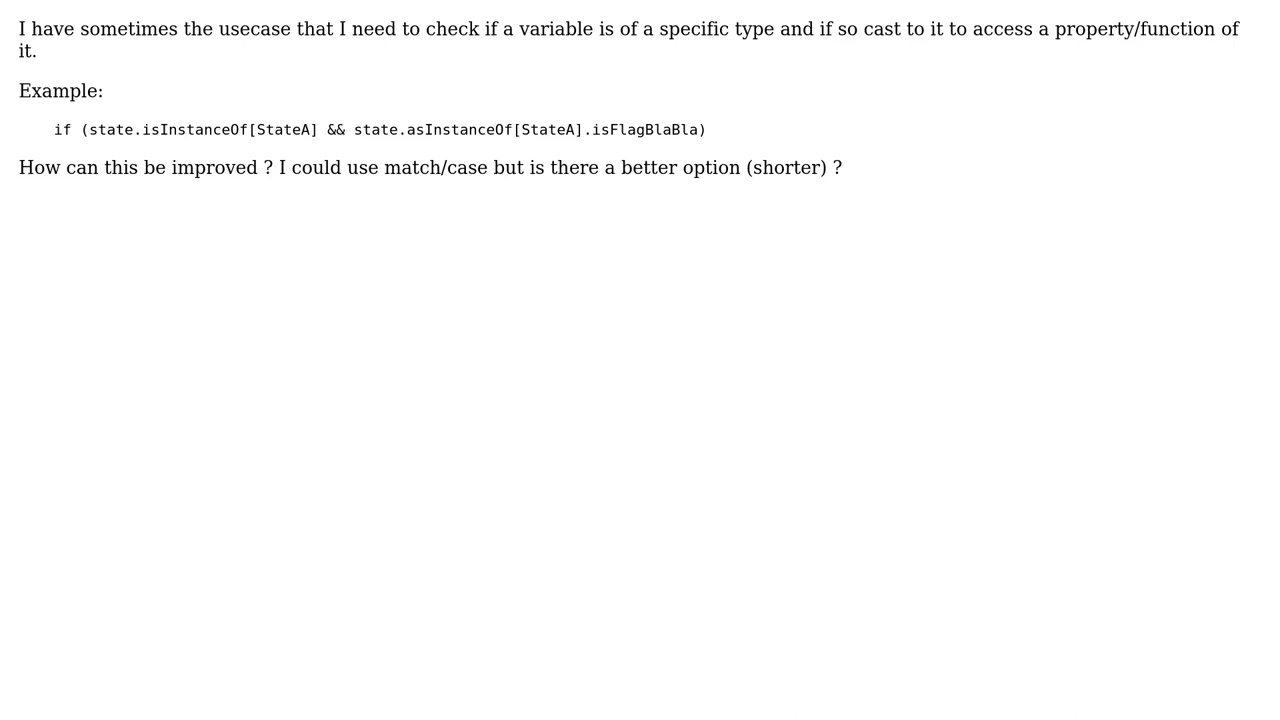 I have sometimes the usecase that I need to check if a variable is of a specific type and if so cast to it to access a property/function of
it.
Example:
if (state.isInstanceOf[StateA] && state.asInstanceOf[StateA].isFlagBlaBla)
How can this be improved ? I could use match/case but is there a better option (shorter) ?